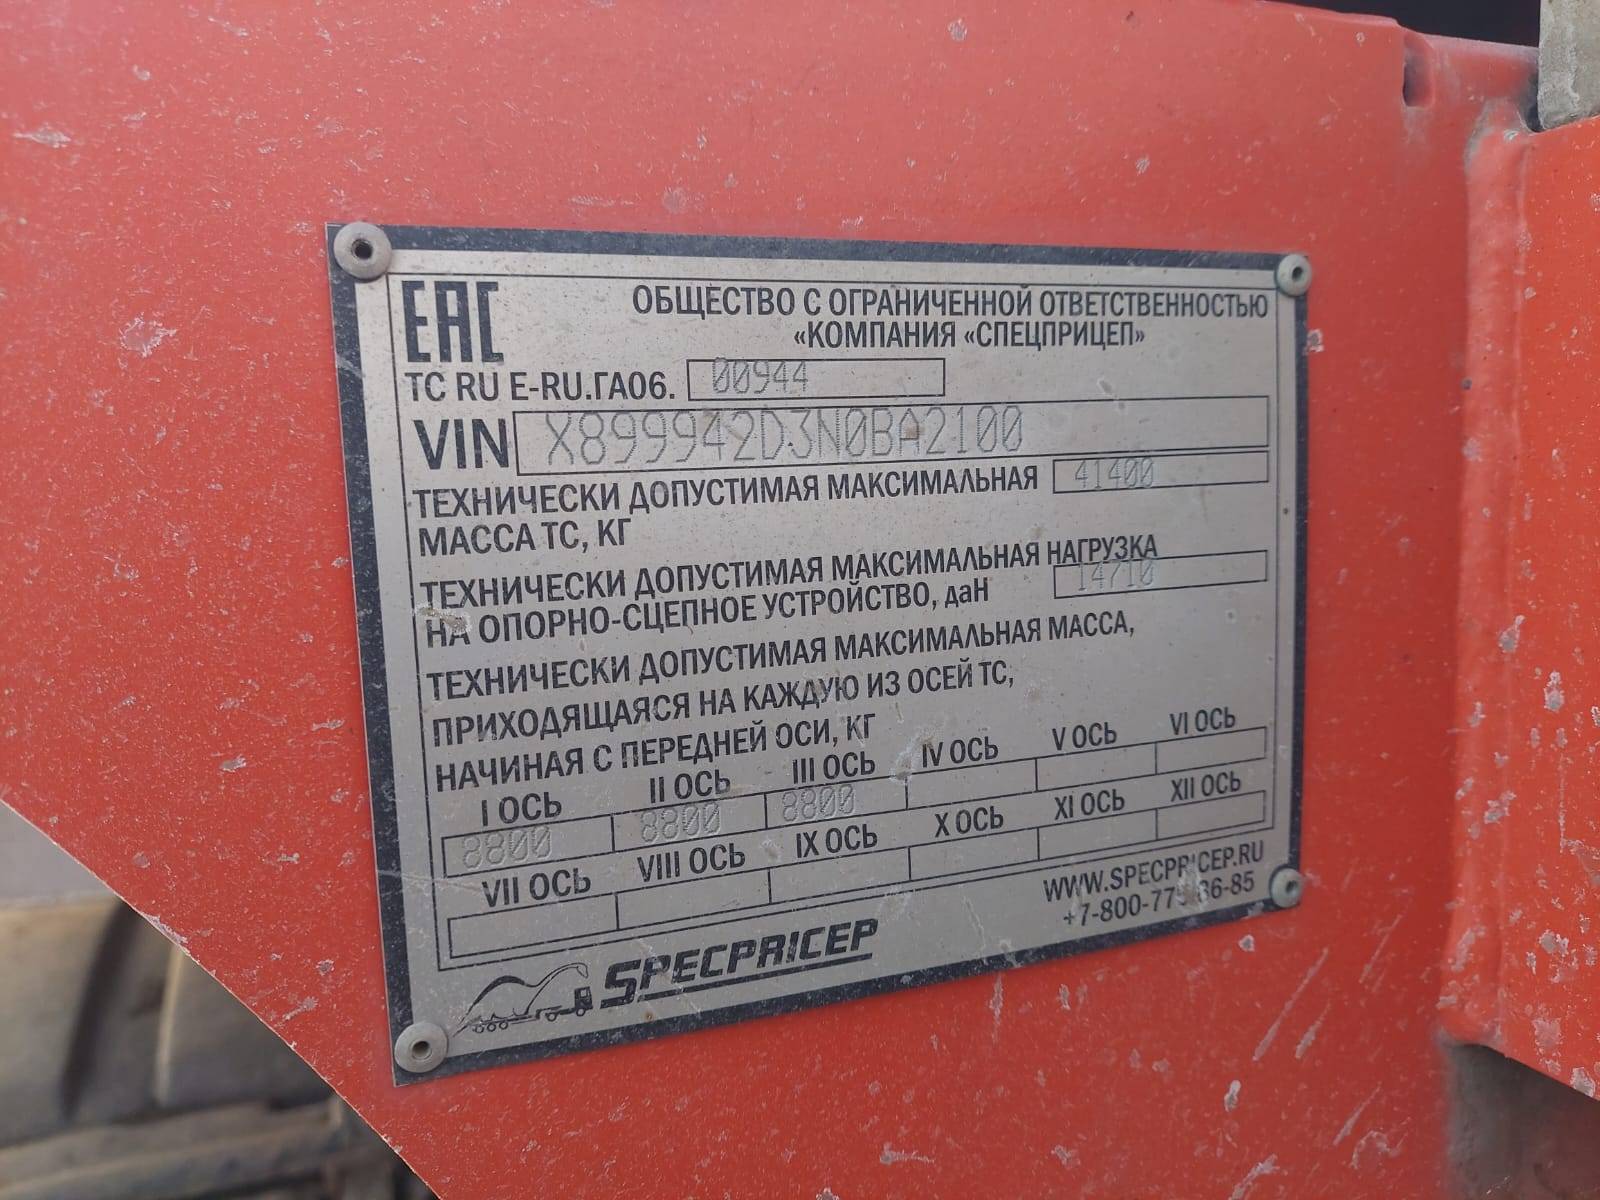 EAC
ОБЩЕСТВО С ОГРАНИЧЕННОЙ ОТВЕТСТВЕННОСТЬЮ
«КОМПАНИЯ «СПЕЦПРИЦЕП»
ТС RU E-RU.ГА06. 00944
VIN X899942D3N0BA2100
ТЕХНИЧЕСКИ ДОПУСТИМАЯ МАКСИМАЛЬНАЯ 41400
МАССА ТС, КГ
ТЕХНИЧЕСКИ ДОПУСТИМАЯ МАКСИМАЛЬНАЯ НАГРУЗКА
НА ОПОРНО-СЦЕПНОЕ УСТРОЙСТВО, даН 14710
ТЕХНИЧЕСКИ ДОПУСТИМАЯ МАКСИМАЛЬНАЯ МАССА,
ПРИХОДЯЩАЯСЯ НА КАЖДУЮ ИЗ ОСЕЙ ТС,
НАЧИНАЯ С ПЕРЕДНЕЙ ОСИ, КГ
I ОСЬ II ОСЬ III ОСЬ IV ОСЬ V ОСЬ VI ОСЬ
8800 8800 8800
VII ОСЬ VIII ОСЬ IX ОСЬ X ОСЬ XI ОСЬ XII ОСЬ
WWW.SPECPRICEP.RU
SPECPRICEP